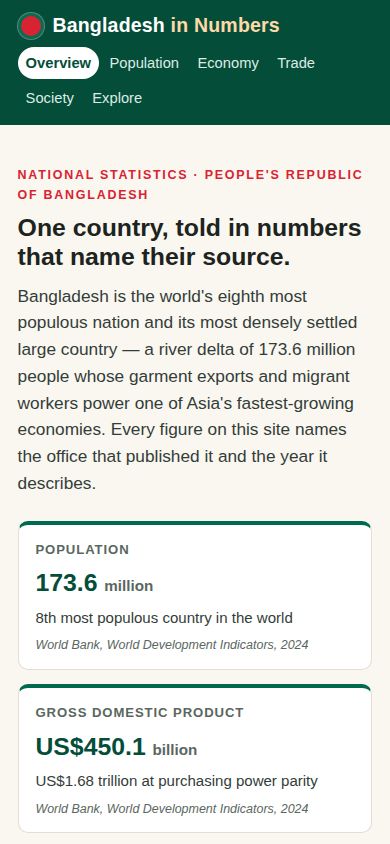 Bangladesh in Numbers
Overview Population Economy Trade
Society Explore
NATIONAL STATISTICS · PEOPLE'S REPUBLIC
OF BANGLADESH
One country, told in numbers
that name their source.
Bangladesh is the world's eighth most
populous nation and its most densely settled
large country — a river delta of 173.6 million
people whose garment exports and migrant
workers power one of Asia's fastest-growing
economies. Every figure on this site names
the office that published it and the year it
describes.
POPULATION
173.6 million
8th most populous country in the world
World Bank, World Development Indicators, 2024
GROSS DOMESTIC PRODUCT
US$450.1 billion
US$1.68 trillion at purchasing power parity
World Bank, World Development Indicators, 2024